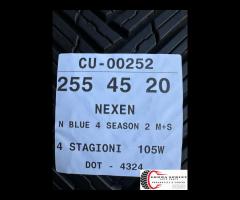 CU-00252
255 45 20
NEXEN
N BLUE 4 SEASON 2 M+S
4 STAGIONI 105W
DOT - 4324